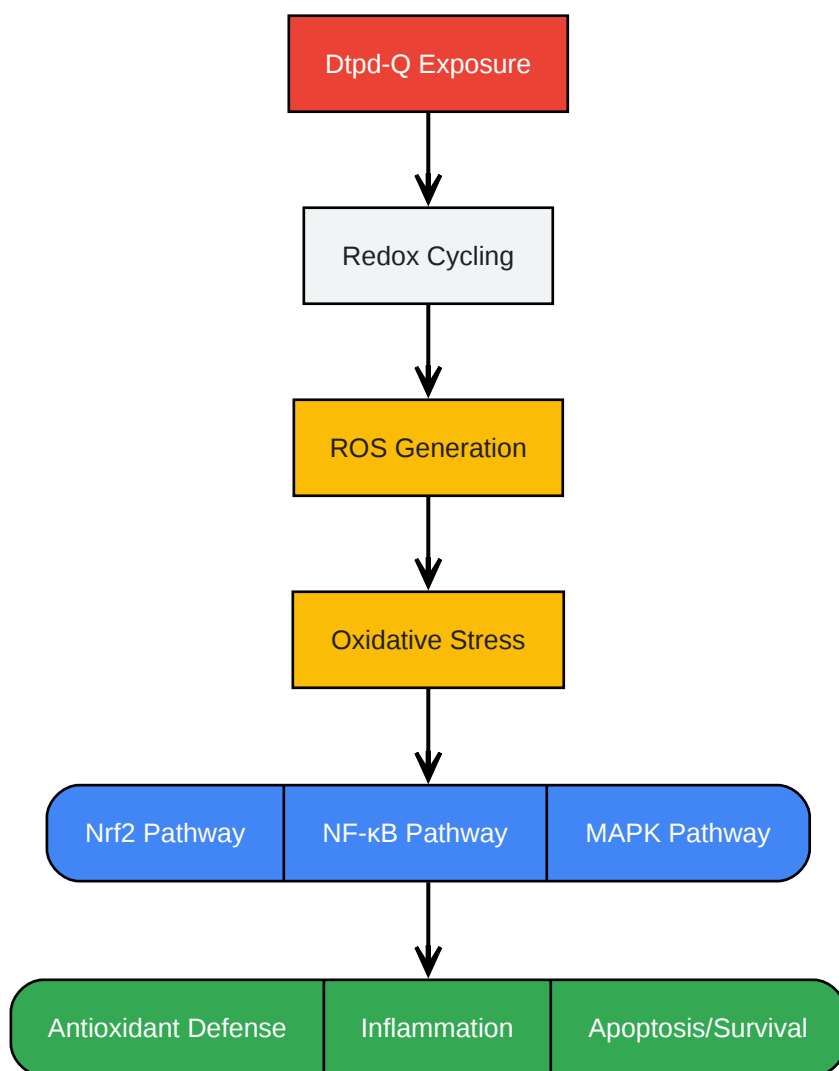 Dtpd-Q Exposure
Redox Cycling
ROS Generation
Oxidative Stress
Nrf2 Pathway NF-κB Pathway MAPK Pathway
Antioxidant Defense Inflammation Apoptosis/Survival